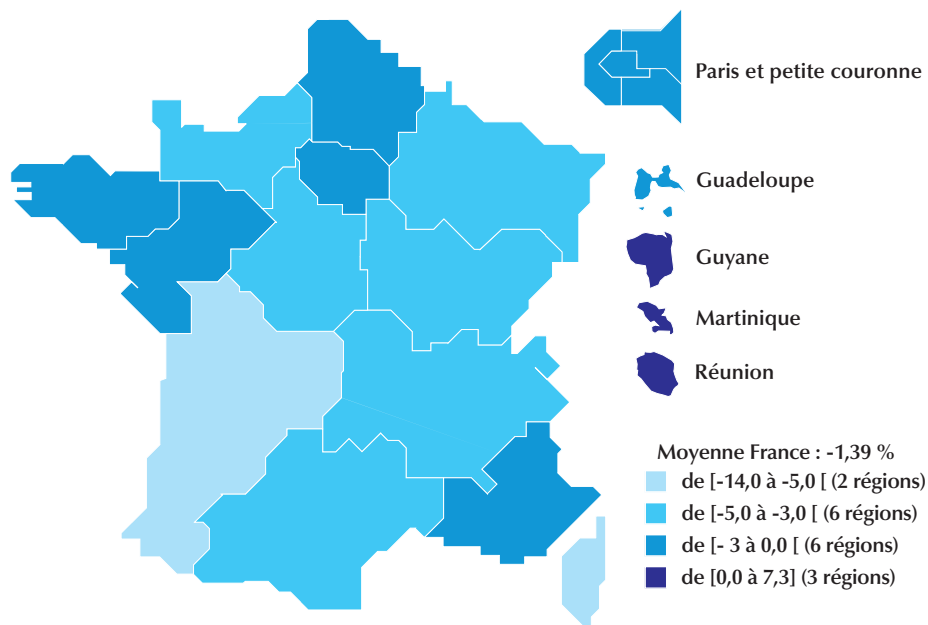 Paris et petite couronne
Guadeloupe
Guyane
Martinique
Réunion
Moyenne France : -1,39 %
de [-14,0 à -5,0 [ (2 régions)
de [-5,0 à -3,0 [ (6 régions)
de [- 3 à 0,0 [ (6 régions)
de [0,0 à 7,3] (3 régions)